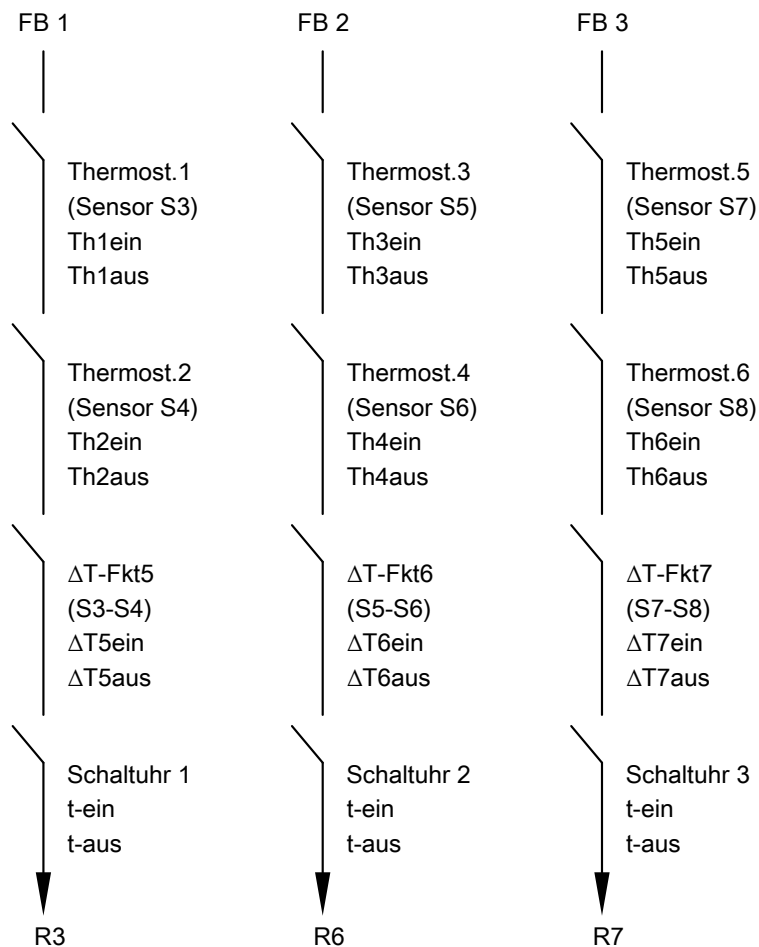 FB 1
FB 2
FB 3
Thermost.1
(Sensor S3)
Th1ein
Th1aus
Thermost.3
(Sensor S5)
Th3ein
Th3aus
Thermost.5
(Sensor S7)
Th5ein
Th5aus
Thermost.2
(Sensor S4)
Th2ein
Th2aus
Thermost.4
(Sensor S6)
Th4ein
Th4aus
Thermost.6
(Sensor S8)
Th6ein
Th6aus
ΔT-Fkt5
(S3-S4)
ΔT5ein
ΔT5aus
ΔT-Fkt6
(S5-S6)
ΔT6ein
ΔT6aus
ΔT-Fkt7
(S7-S8)
ΔT7ein
ΔT7aus
Schaltuhr 1
t-ein
t-aus
Schaltuhr 2
t-ein
t-aus
Schaltuhr 3
t-ein
t-aus
R3
R6
R7